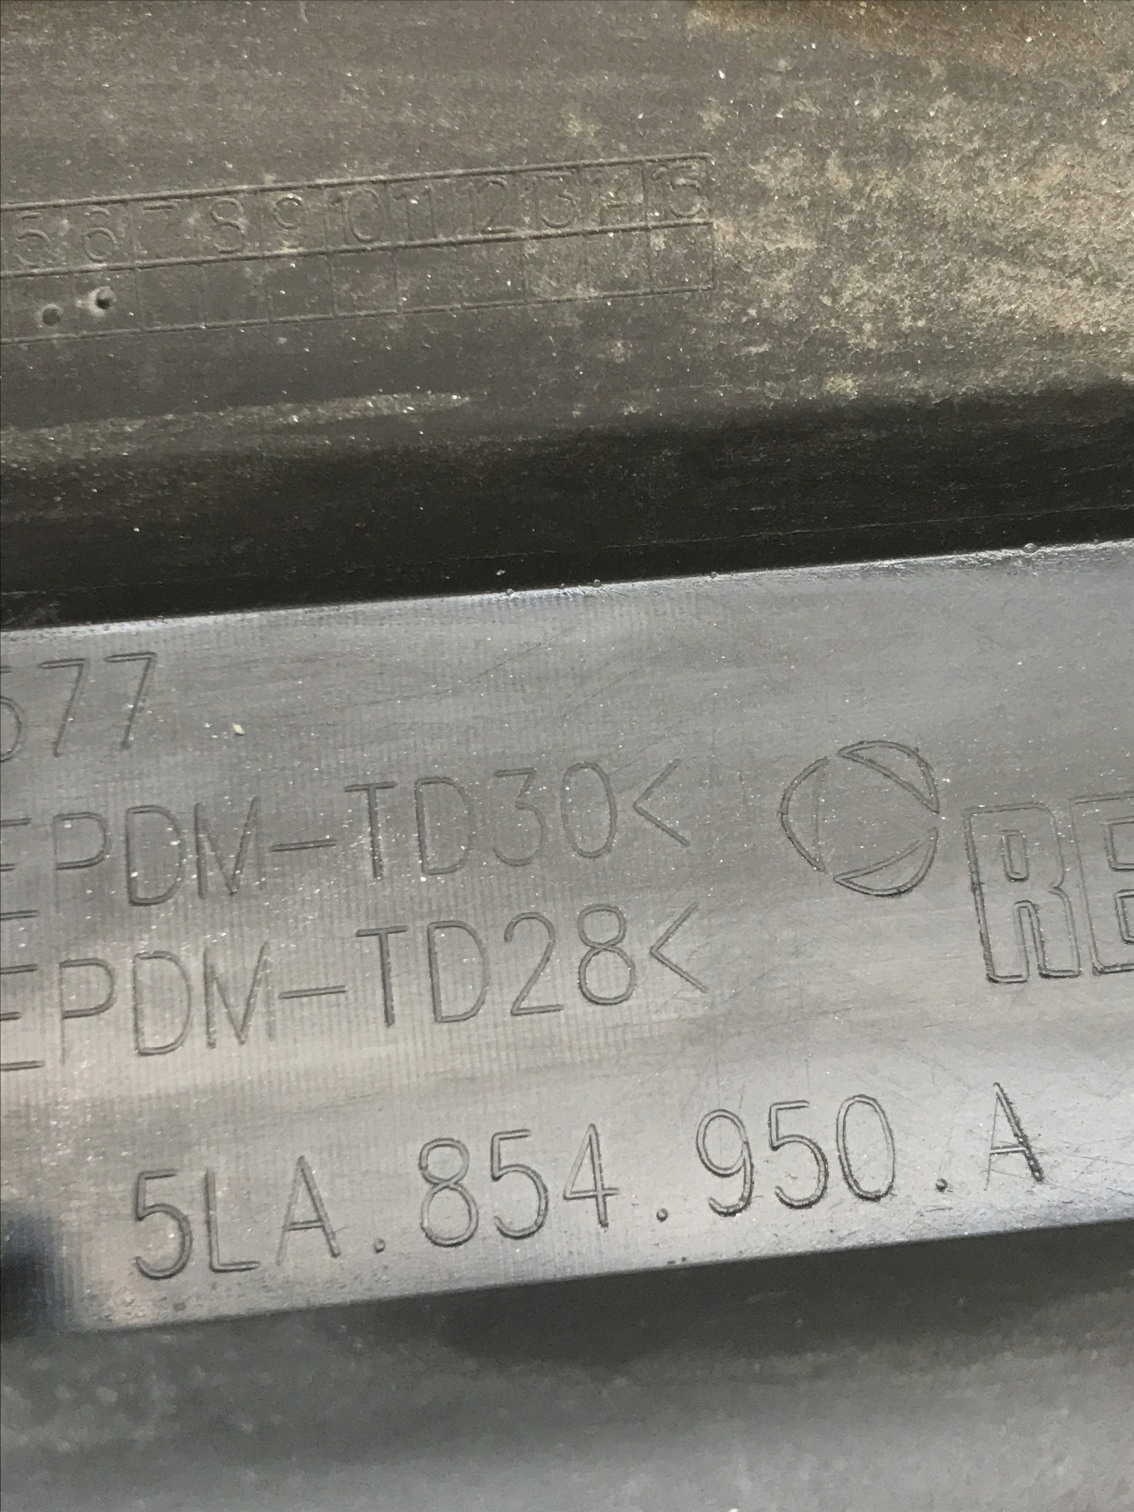 5 6 7 8 9 10 11 12 13 14 15
577
EPDM-TD30<
RE
EPDM-TD28<
5LA.854.950.A